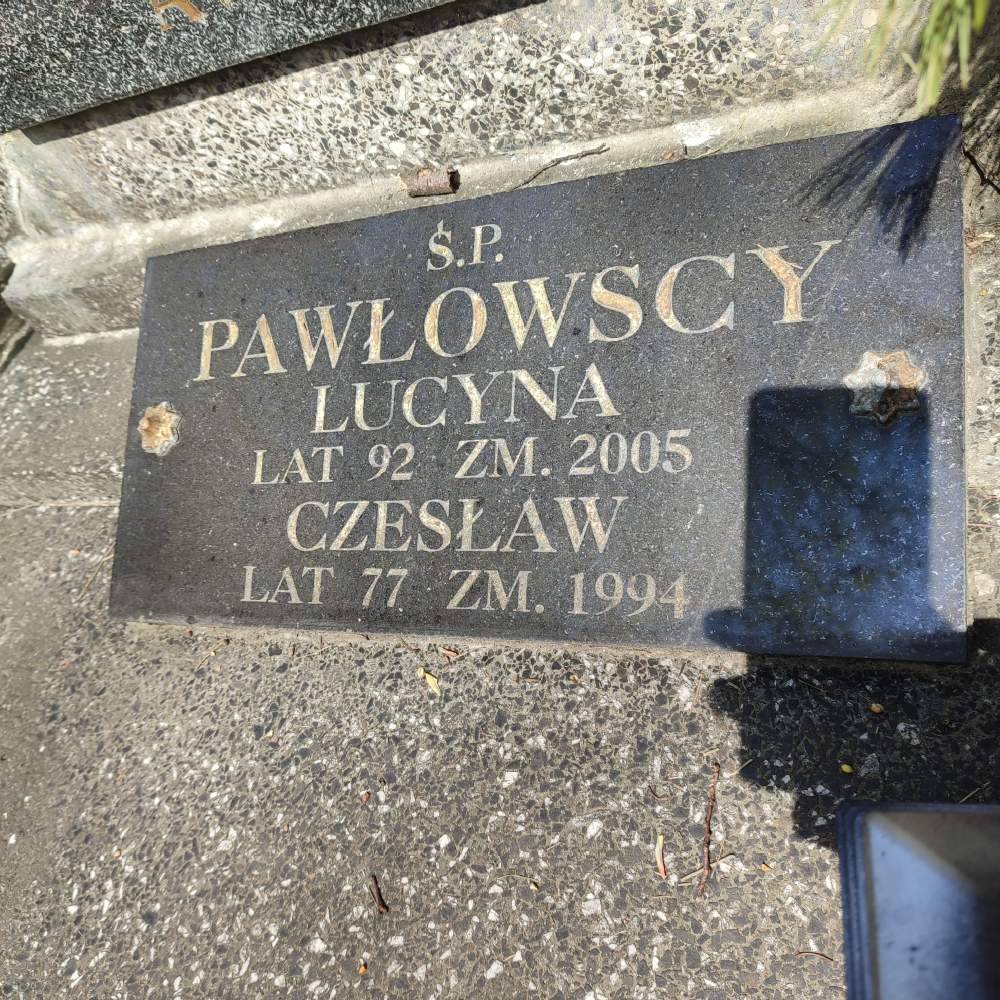 Ś.P.
PAWŁOWSCY
LUCYNA
LAT 92 ZM. 2005
CZESŁAW
LAT 77 ZM. 1994